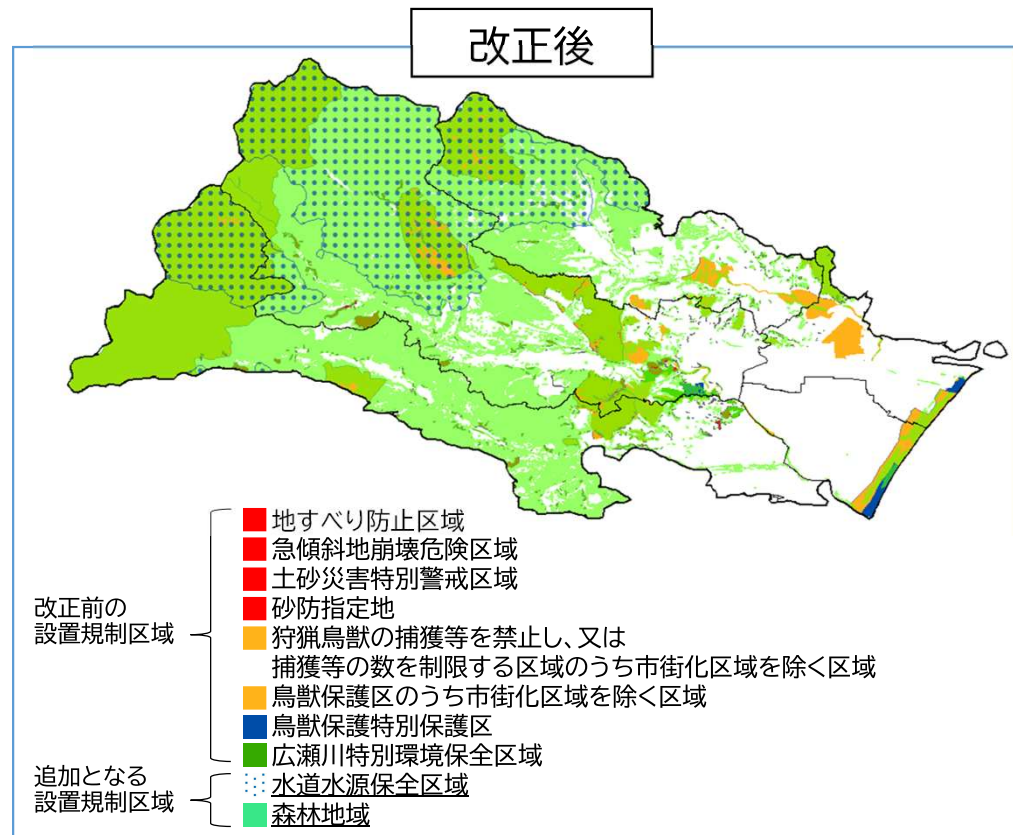 改正後
地すべり防止区域
急傾斜地崩壊危険区域
土砂災害特別警戒区域
砂防指定地
改正前の
設置規制区域
狩猟鳥獣の捕獲等を禁止し、又は
捕獲等の数を制限する区域のうち市街化区域を除く区域
鳥獣保護区のうち市街化区域を除く区域
鳥獣保護特別保護区
広瀬川特別環境保全区域
追加となる
設置規制区域
水道水源保全区域
森林地域